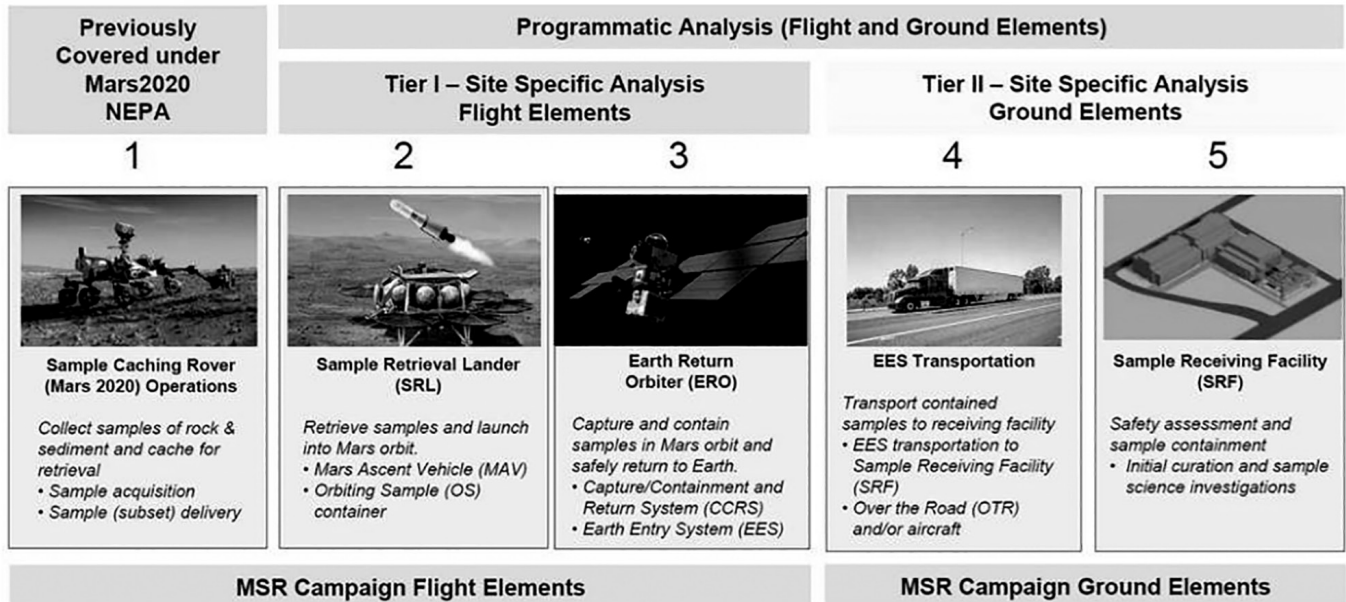 Previously
Covered under
Mars2020
NEPA
Programmatic Analysis (Flight and Ground Elements)
Tier I – Site Specific Analysis
Flight Elements
Tier II – Site Specific Analysis
Ground Elements
1
2
3
4
5
Sample Caching Rover
(Mars 2020) Operations
Collect samples of rock &
sediment and cache for
retrieval
• Sample acquisition
• Sample (subset) delivery
Sample Retrieval Lander
(SRL)
Retrieve samples and launch
into Mars orbit.
• Mars Ascent Vehicle (MAV)
• Orbiting Sample (OS)
container
Earth Return
Orbiter (ERO)
Capture and contain
samples in Mars orbit and
safely return to Earth.
• Capture/Containment and
Return System (CCRS)
• Earth Entry System (EES)
EES Transportation
Transport contained
samples to receiving facility
• EES transportation to
Sample Receiving Facility
(SRF)
• Over the Road (OTR)
and/or aircraft
Sample Receiving Facility
(SRF)
Safety assessment and
sample containment
• Initial curation and sample
science investigations
MSR Campaign Flight Elements
MSR Campaign Ground Elements